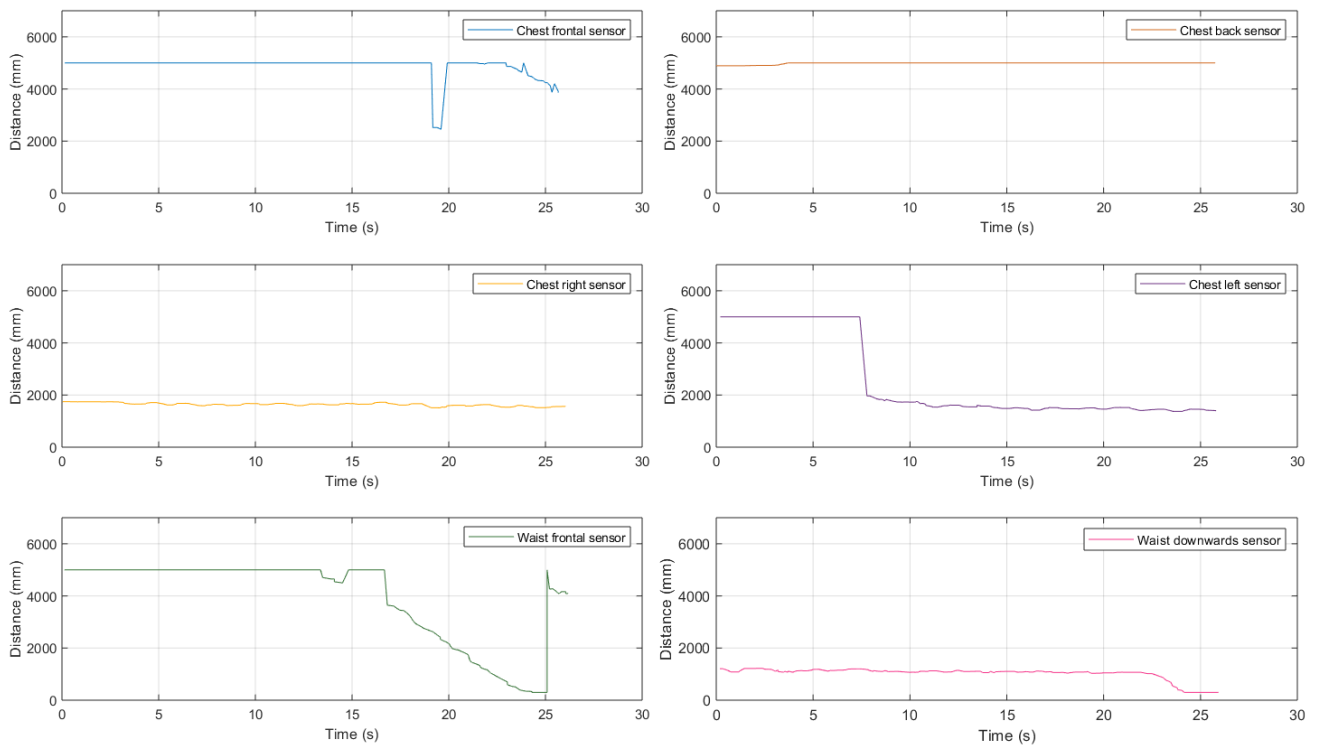 Chest frontal sensor
Distance (mm)
6000
4000
2000
0
0 5 10 15 20 25 30
Time (s)
Chest back sensor
Distance (mm)
6000
4000
2000
0
0 5 10 15 20 25 30
Time (s)
Chest right sensor
Distance (mm)
6000
4000
2000
0
0 5 10 15 20 25 30
Time (s)
Chest left sensor
Distance (mm)
6000
4000
2000
0
0 5 10 15 20 25 30
Time (s)
Waist frontal sensor
Distance (mm)
6000
4000
2000
0
0 5 10 15 20 25 30
Time (s)
Waist downwards sensor
Distance (mm)
6000
4000
2000
0
0 5 10 15 20 25 30
Time (s)